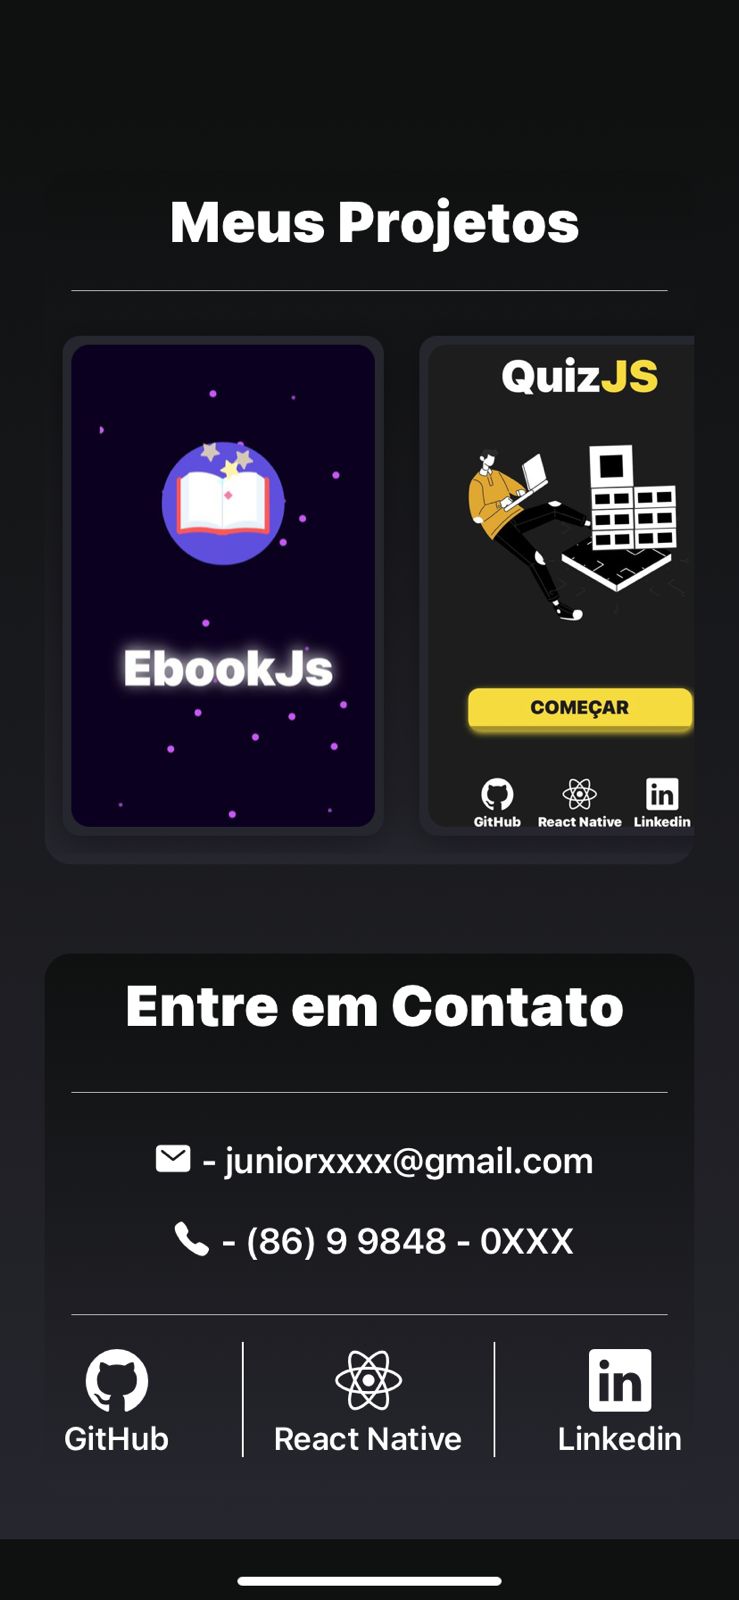 Meus Projetos
EbookJs
QuizJS
COMEÇAR
GitHub React Native Linkedin
Entre em Contato
- juniorxxxx@gmail.com
- (86) 9 9848 - 0XXX
GitHub React Native Linkedin